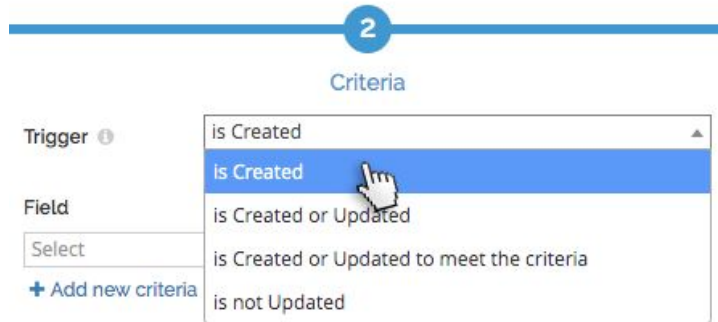 2
Criteria
Trigger
is Created
is Created
Field
is Created or Updated
Select
is Created or Updated to meet the criteria
+ Add new criteria
is not Updated